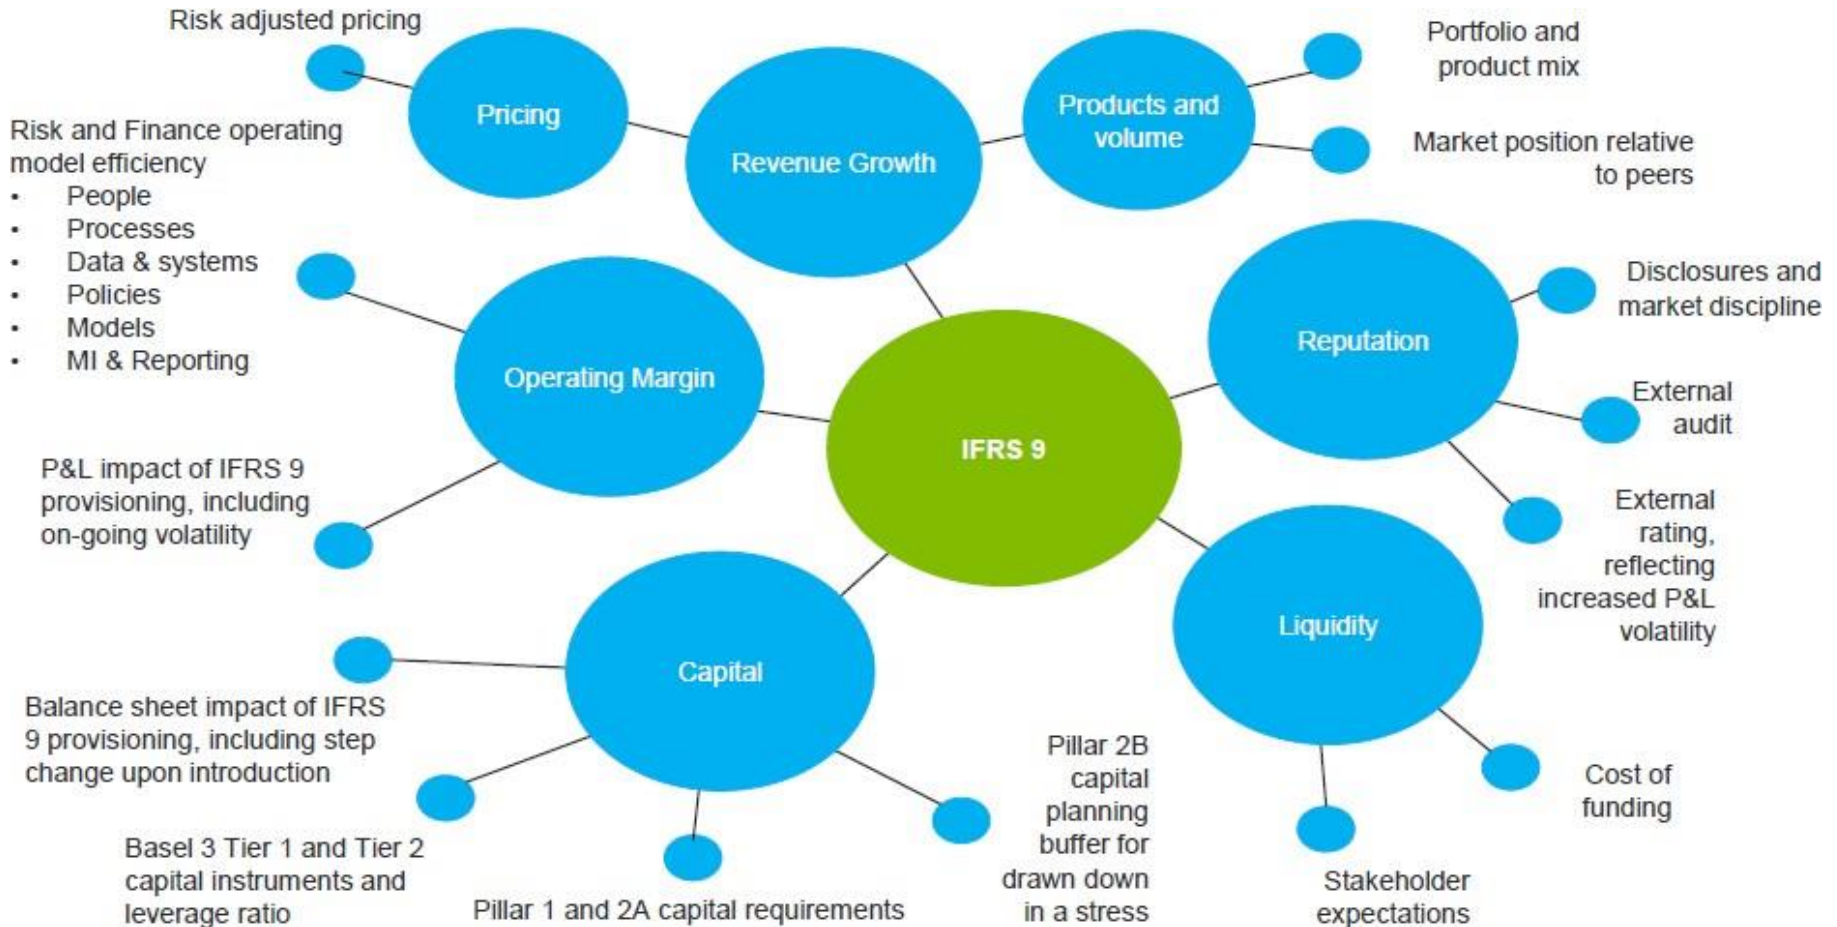 Risk adjusted pricing
Pricing
Revenue Growth
Products and
volume
Portfolio and
product mix
Market position relative
to peers
Risk and Finance operating
model efficiency
• People
• Processes
• Data & systems
• Policies
• Models
• MI & Reporting
Operating Margin
P&L impact of IFRS 9
provisioning, including
on-going volatility
IFRS 9
Reputation
Disclosures and
market discipline
External
audit
External
rating,
reflecting
increased P&L
volatility
Liquidity
Cost of
funding
Stakeholder
expectations
Capital
Balance sheet impact of IFRS
9 provisioning, including step
change upon introduction
Basel 3 Tier 1 and Tier 2
capital instruments and
leverage ratio
Pillar 1 and 2A capital requirements
Pillar 2B
capital
planning
buffer for
drawn down
in a stress